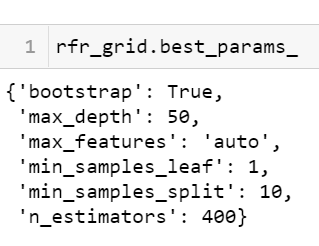 1 rfr_grid.best_params_
{'bootstrap': True,
 'max_depth': 50,
 'max_features': 'auto',
 'min_samples_leaf': 1,
 'min_samples_split': 10,
 'n_estimators': 400}